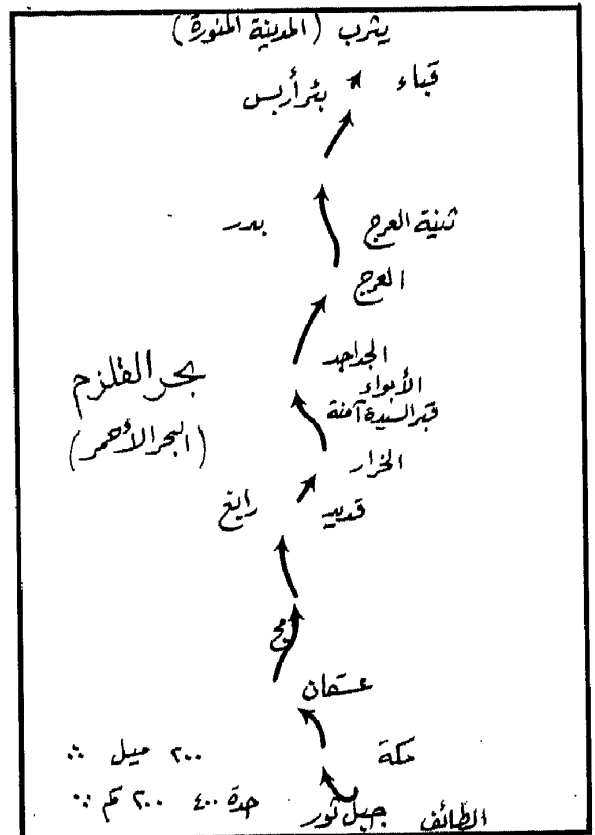 يثرب (المدينة المنورة)
قباء
بئر أريس
ثنية العرج
بدر
العرج
الجداجد
الأبواء
قبر السيدة آمنة
بحر القلزم
(البحر الأحمر)
الخرار
قديد
رابغ
أمج
عسفان
مكة
٢٠٠ ميل
جدة ٤٠٠ ٢٠٠ كم
جبل ثور
الطائف